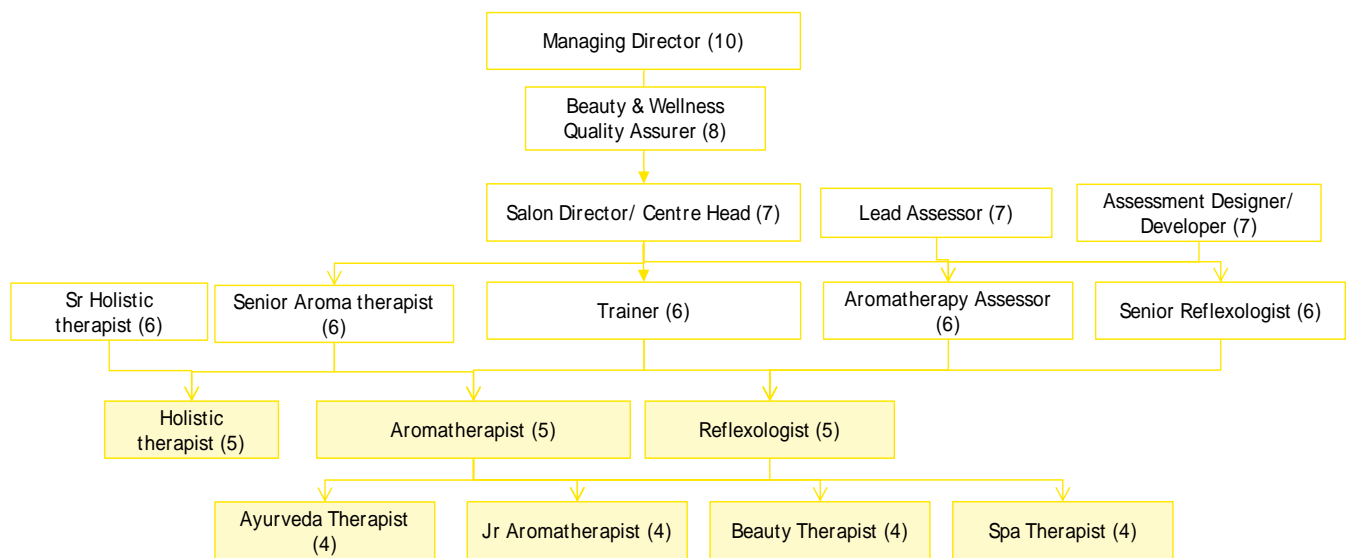 Managing Director (10)
Beauty & Wellness
Quality Assurer (8)
Salon Director/ Centre Head (7)
Lead Assessor (7)
Assessment Designer/
Developer (7)
Sr Holistic
therapist (6)
Senior Aroma therapist
(6)
Trainer (6)
Aromatherapy Assessor
(6)
Senior Reflexologist (6)
Holistic
therapist (5)
Aromatherapist (5)
Reflexologist (5)
Ayurveda Therapist
(4)
Jr Aromatherapist (4)
Beauty Therapist (4)
Spa Therapist (4)